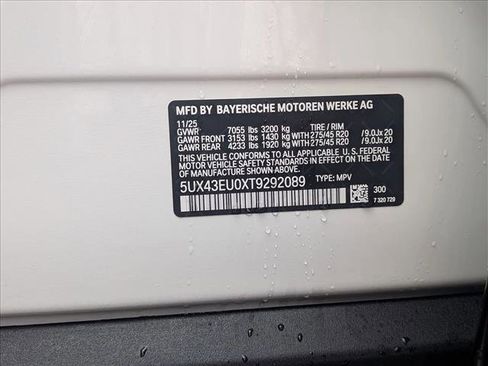 MFD BY BAYERISCHE MOTOREN WERKE AG
11/25
GVWR 7055 lbs 3200 kg TIRE / RIM
GAWR FRONT 3153 lbs 1430 kg WITH 275/45 R20 /9.0Jx 20
GAWR REAR 4233 lbs 1920 kg WITH 275/45 R20 /9.0Jx 20
THIS VEHICLE CONFORMS TO ALL APPLICABLE U. S. FEDERAL
MOTOR VEHICLE SAFETY STANDARDS IN EFFECT ON THE DATE
OF MANUFACTURE SHOWN ABOVE.
5UX43EU0XT9292089 TYPE: MPV
300
7 320 729